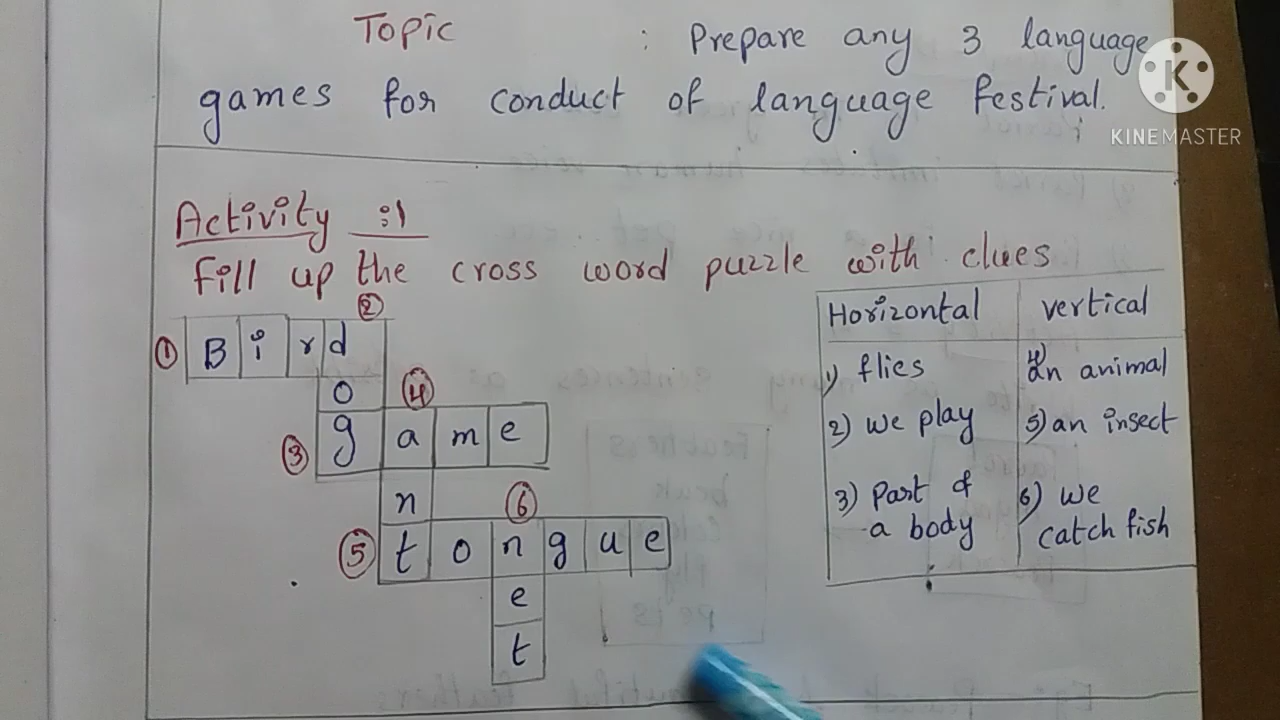 Topic : Prepare any 3 language
games for conduct of language festival.
KINEMASTER
Activity :1
Fill up the cross word puzzle with clues
②
① B i r d
o ④
③ g a m e
n ⑥
⑤ t o n g u e
e
t
Horizontal vertical
1) flies 4) an animal
2) we play 5) an insect
3) Part of 6) we
a body catch fish